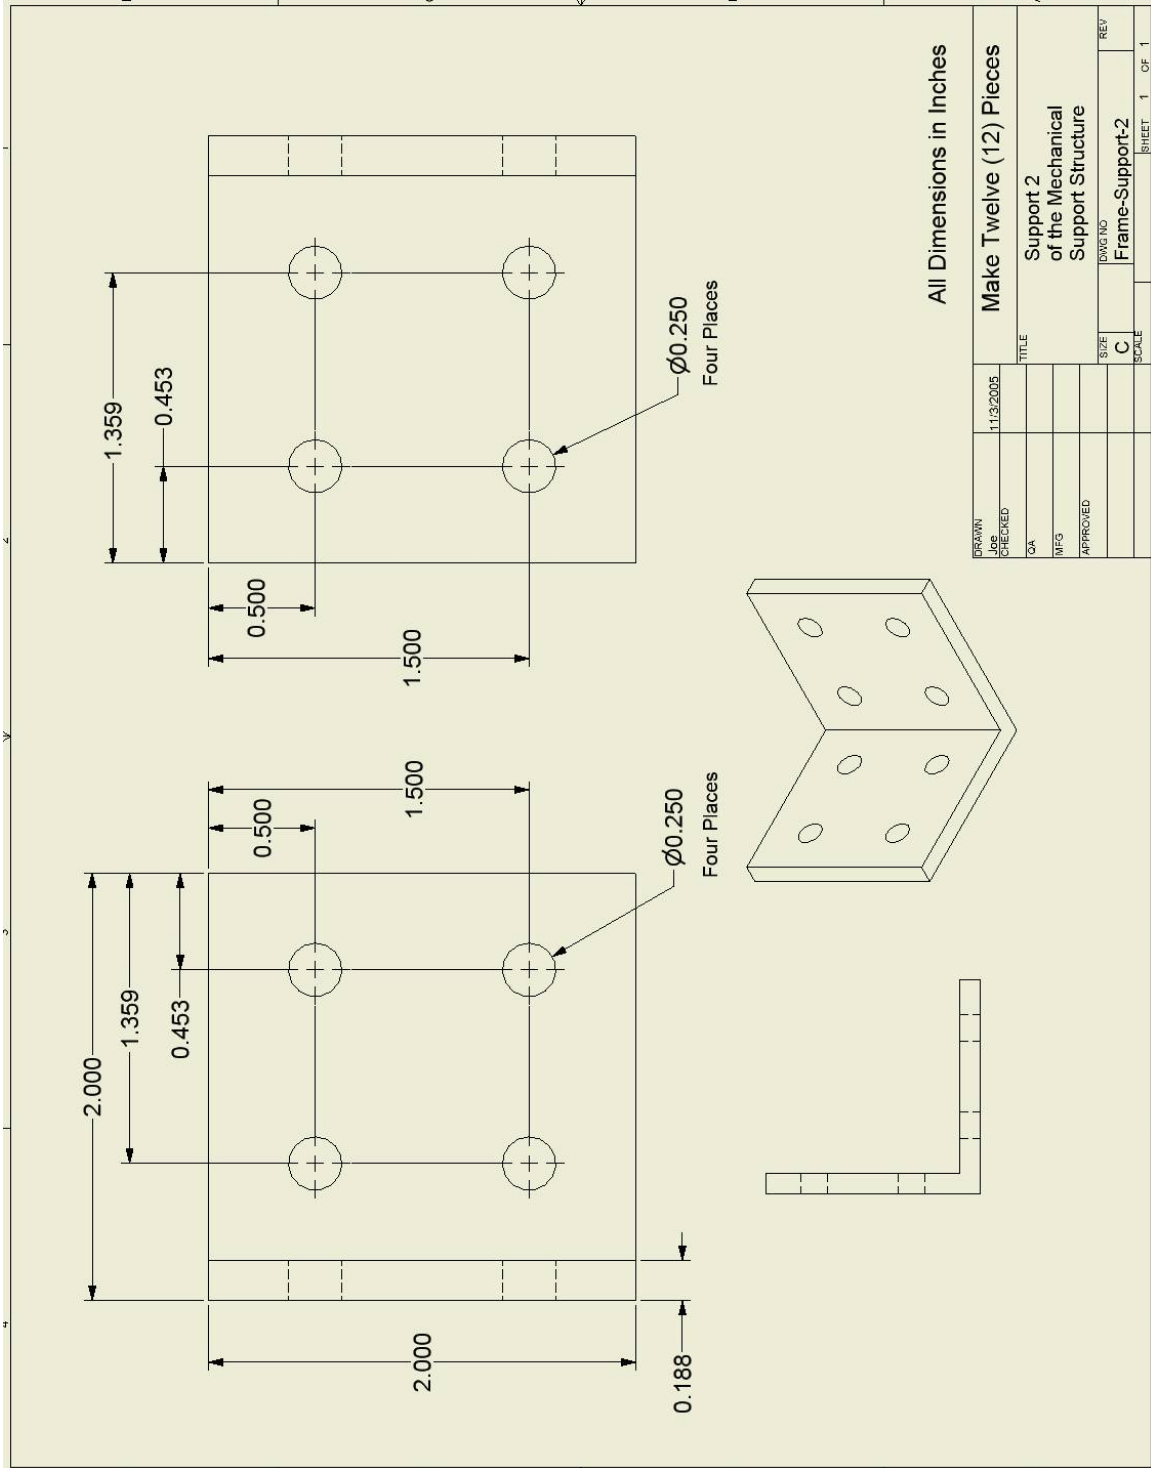 2.000
1.359
0.453
0.500
1.500
2.000
0.188
Ø0.250
Four Places
1.359
0.453
0.500
1.500
Ø0.250
Four Places
All Dimensions in Inches
DRAWN
Joe
11/3/2005
CHECKED
QA
MFG
APPROVED
Make Twelve (12) Pieces
TITLE
Support 2
of the Mechanical
Support Structure
SIZE
C
DWG NO
Frame-Support-2
REV
SCALE
SHEET 1 OF 1
4
3
2